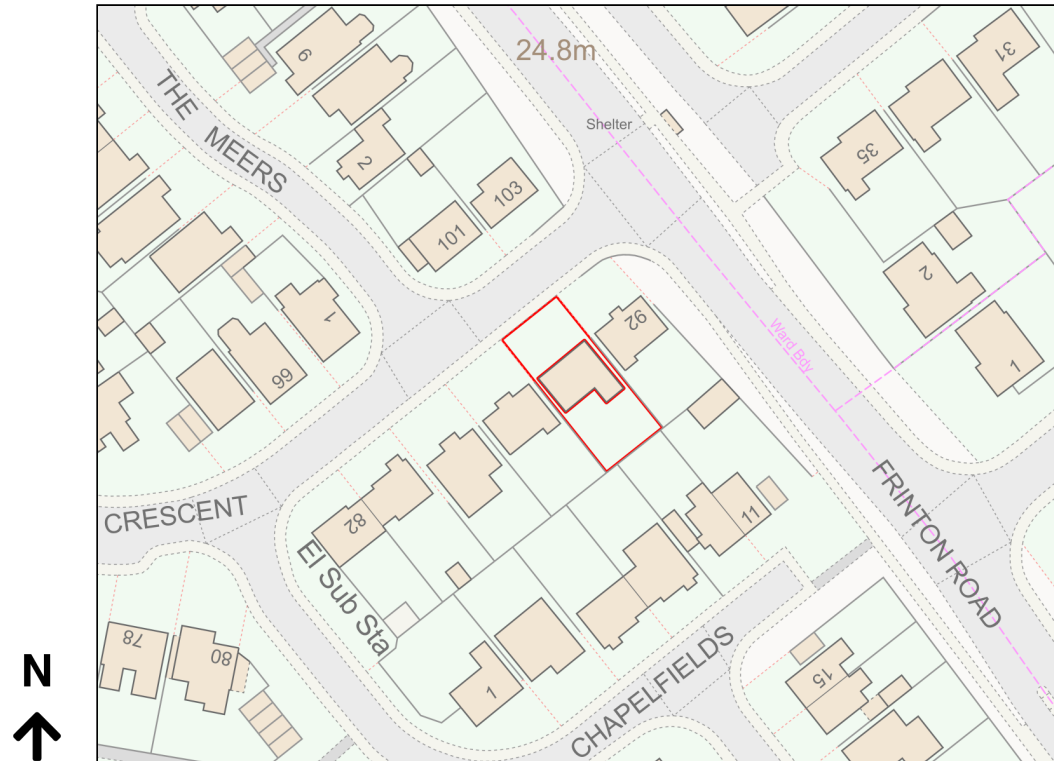 24.8m
9
31
THE MEERS
Shelter
2
35
103
101
2
1
92
Ward Bdy
1
99
FRINTON ROAD
CRESCENT
82
11
El Sub Sta
78
80
1
CHAPELFIELDS
15
N